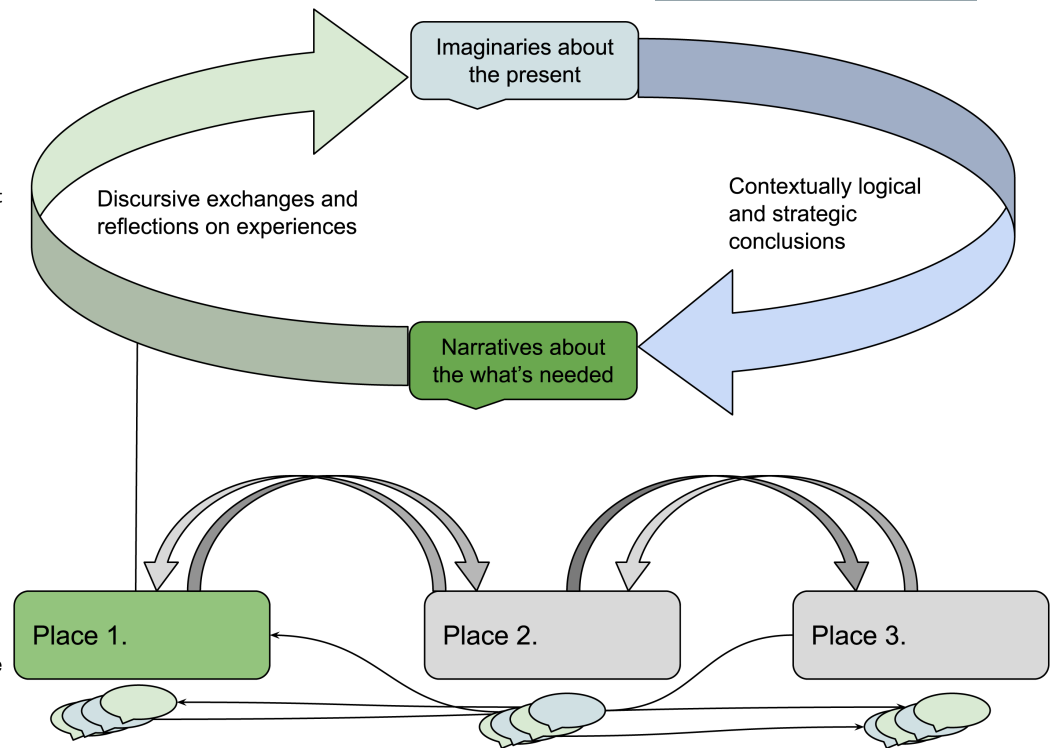 Imaginaries about
the present
Discursive exchanges and
reflections on experiences
Contextually logical
and strategic
conclusions
Narratives about
the what's needed
Place 1.
Place 2.
Place 3.